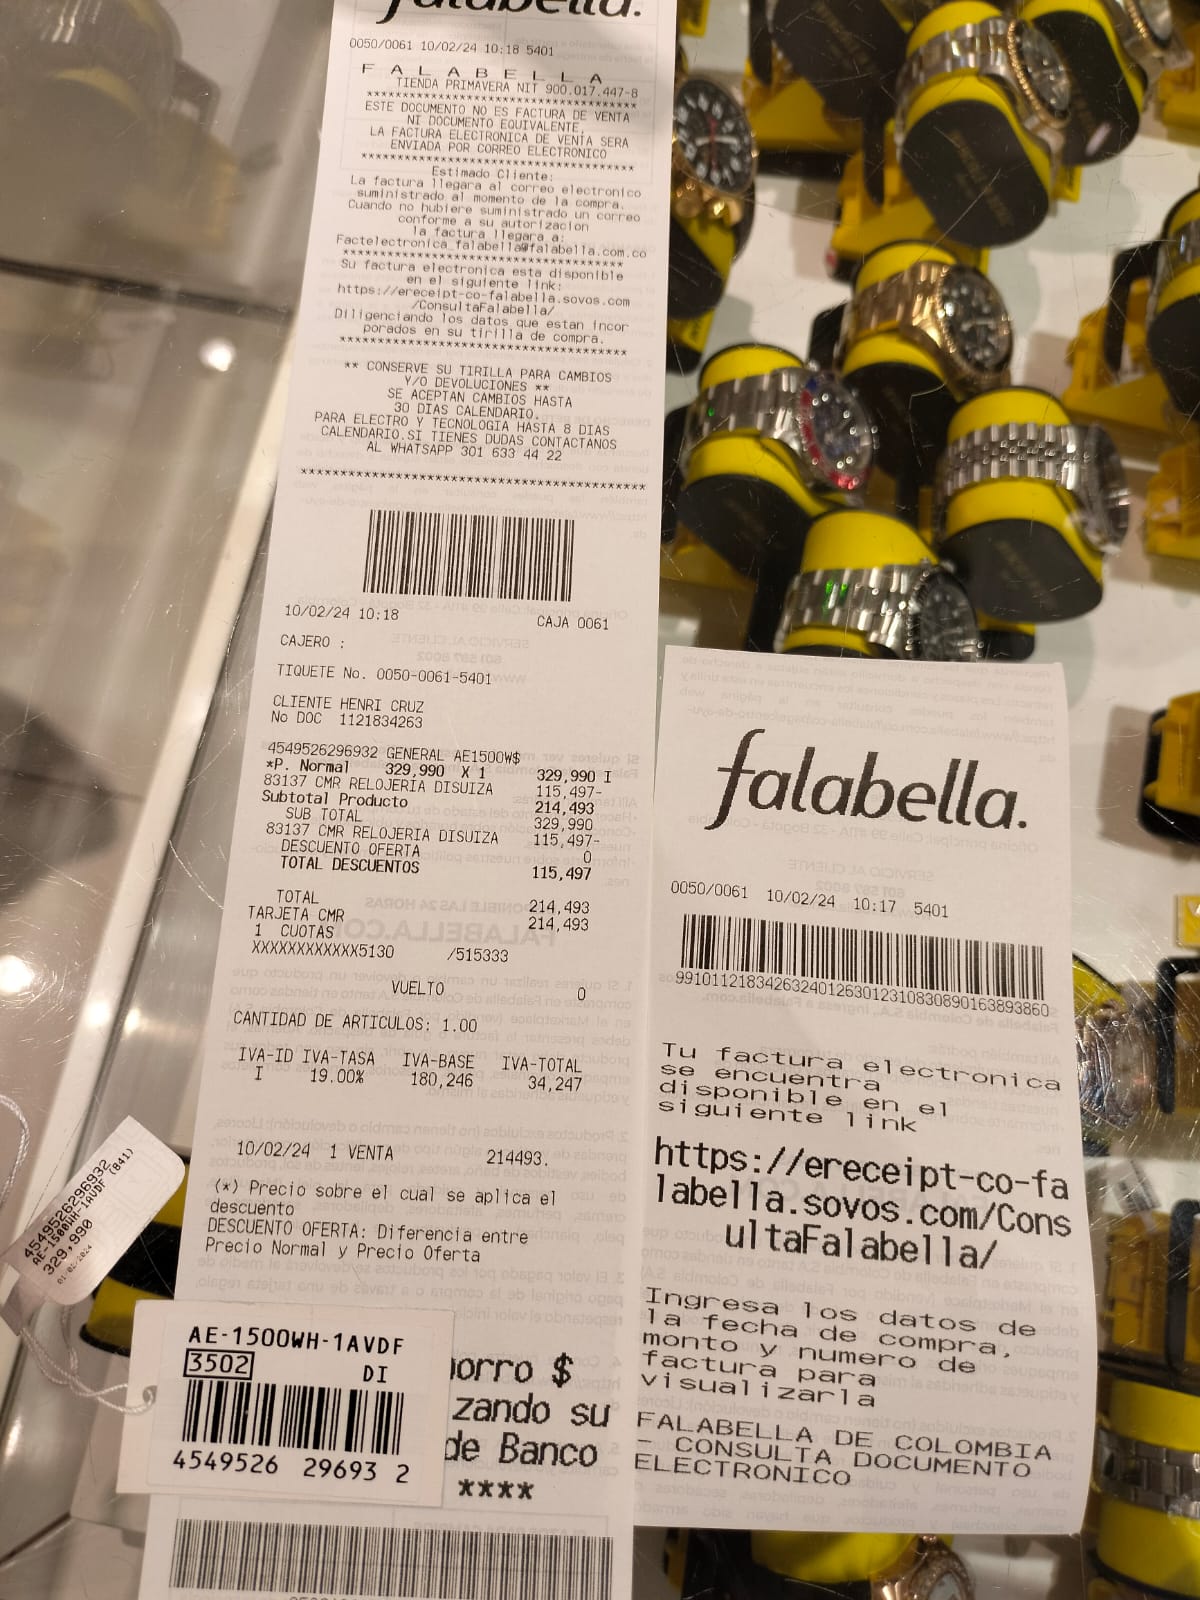 falabella.
0050/0061 10/02/24 10:18 5401
F A L A B E L L A
TIENDA PRIMAVERA NIT 900.017.447-8
***********************************
ESTE DOCUMENTO NO ES FACTURA DE VENTA
NI DOCUMENTO EQUIVALENTE,
LA FACTURA ELECTRONICA DE VENTA SERA
ENVIADA POR CORREO ELECTRONICO
***********************************
Estimado Cliente:
La factura llegara al correo electronico
suministrado al momento de la compra.
Cuando no hubiere suministrado un correo
conforme a su autorizacion
la factura llegara a:
Factelectronica_falabella@falabella.com.co
***********************************
Su factura electronica esta disponible
en el siguiente link:
https://ereceipt-co-falabella.sovos.com
/ConsultaFalabella/
Diligenciando los datos que estan incor
porados en su tirilla de compra.
*************************************
** CONSERVE SU TIRILLA PARA CAMBIOS
Y/O DEVOLUCIONES **
SE ACEPTAN CAMBIOS HASTA
30 DIAS CALENDARIO.
PARA ELECTRO Y TECNOLOGIA HASTA 8 DIAS
CALENDARIO.SI TIENES DUDAS CONTACTANOS
AL WHATSAPP 301 633 44 22
******************************************
10/02/24 10:18 CAJA 0061
CAJERO :
TIQUETE No. 0050-0061-5401
CLIENTE HENRI CRUZ
No DOC 1121834263
4549526296932 GENERAL AE1500W$
*P. Normal 329,990 X 1 329,990 I
83137 CMR RELOJERIA DISUIZA 115,497-
Subtotal Producto 214,493
SUB TOTAL 329,990
83137 CMR RELOJERIA DISUIZA 115,497-
DESCUENTO OFERTA 0
TOTAL DESCUENTOS 115,497
TOTAL 214,493
TARJETA CMR 214,493
1 CUOTAS
XXXXXXXXXXXX5130 /515333
VUELTO 0
CANTIDAD DE ARTICULOS: 1.00
IVA-ID IVA-TASA IVA-BASE IVA-TOTAL
I 19.00% 180,246 34,247
10/02/24 1 VENTA 214493.
(*) Precio sobre el cual se aplica el
descuento
DESCUENTO OFERTA: Diferencia entre
Precio Normal y Precio Oferta
$
zando su
de Banco
****
4549526296932
AE-1500WH-1AVDF (841)
329,990
AE-1500WH-1AVDF
3502 DI
4549526 29693 2
falabella.
0050/0061 10/02/24 10:17 5401
Tu factura electronica
se encuentra
disponible en el
siguiente link
https://ereceipt-co-fa
labella.sovos.com/Cons
ultaFalabella/
Ingresa los datos de
la fecha de compra,
monto y numero de
factura para
visualizarla
FALABELLA DE COLOMBIA
- CONSULTA DOCUMENTO
ELECTRONICO